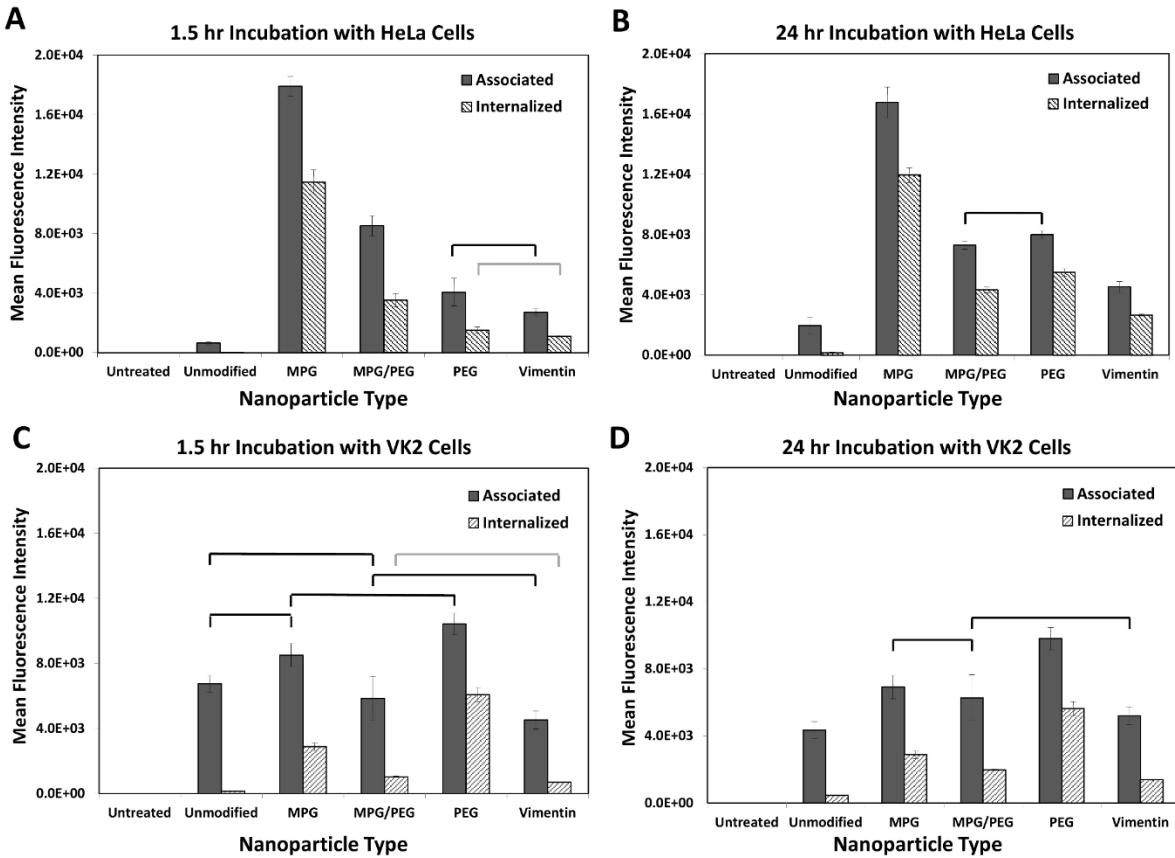 A
1.5 hr Incubation with HeLa Cells
Mean Fluorescence Intensity
2.0E+04
1.6E+04
1.2E+04
8.0E+03
4.0E+03
0.0E+00
Associated
Internalized
Untreated Unmodified MPG MPG/PEG PEG Vimentin
Nanoparticle Type
B
24 hr Incubation with HeLa Cells
Mean Fluorescence Intensity
2.0E+04
1.6E+04
1.2E+04
8.0E+03
4.0E+03
0.0E+00
Associated
Internalized
Untreated Unmodified MPG MPG/PEG PEG Vimentin
Nanoparticle Type
C
1.5 hr Incubation with VK2 Cells
Mean Fluorescence Intensity
2.0E+04
1.6E+04
1.2E+04
8.0E+03
4.0E+03
0.0E+00
Associated
Internalized
Untreated Unmodified MPG MPG/PEG PEG Vimentin
Nanoparticle Type
D
24 hr Incubation with VK2 Cells
Mean Fluorescence Intensity
2.0E+04
1.6E+04
1.2E+04
8.0E+03
4.0E+03
0.0E+00
Associated
Internalized
Untreated Unmodified MPG MPG/PEG PEG Vimentin
Nanoparticle Type